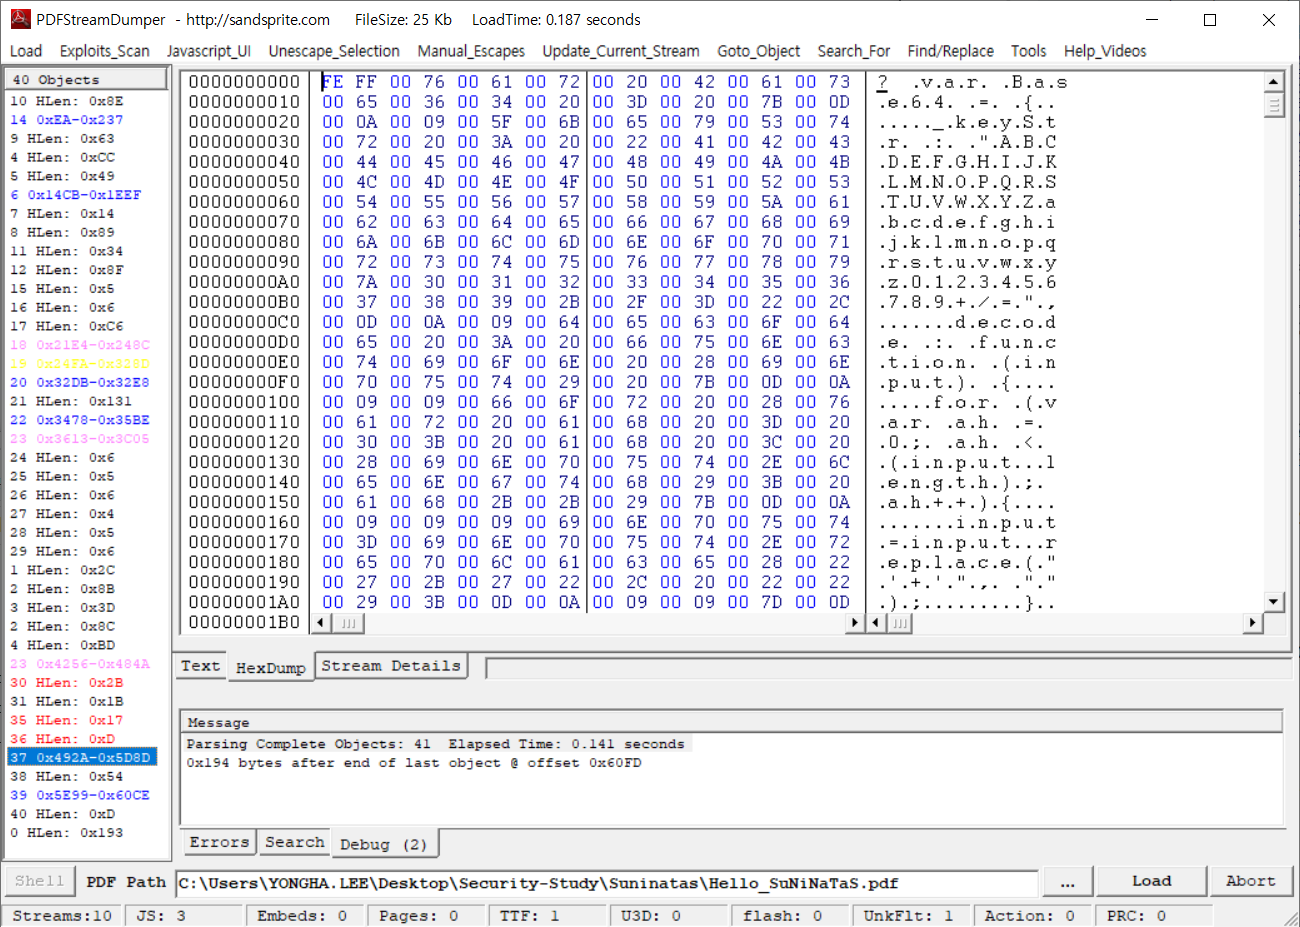 PDFStreamDumper - http://sandsprite.com FileSize: 25 Kb LoadTime: 0.187 seconds
Load Exploits_Scan Javascript_UI Unescape_Selection Manual_Escapes Update_Current_Stream Goto_Object Search_For Find/Replace Tools Help_Videos
40 Objects
10 HLen: 0x8E
14 0xEA-0x237
9 HLen: 0x63
4 HLen: 0xCC
5 HLen: 0x49
6 0x14CB-0x1EEF
7 HLen: 0x14
8 HLen: 0x89
11 HLen: 0x34
12 HLen: 0x8F
15 HLen: 0x5
16 HLen: 0x6
17 HLen: 0xC6
18 0x21E4-0x248C
19 0x24FA-0x328D
20 0x32DB-0x32E8
21 HLen: 0x131
22 0x3478-0x35BE
23 0x3613-0x3C05
24 HLen: 0x6
25 HLen: 0x5
26 HLen: 0x6
27 HLen: 0x4
28 HLen: 0x5
29 HLen: 0x6
1 HLen: 0x2C
2 HLen: 0x8B
3 HLen: 0x3D
2 HLen: 0x8C
4 HLen: 0xBD
23 0x4256-0x484A
30 HLen: 0x2B
31 HLen: 0x1B
35 HLen: 0x17
36 HLen: 0xD
37 0x492A-0x5D8D
38 HLen: 0x54
39 0x5E99-0x60CE
40 HLen: 0xD
0 HLen: 0x193
0000000000 FE FF 00 76 00 61 00 72 00 20 00 42 00 61 00 73 ? .v.a.r. .B.a.s
0000000010 00 65 00 36 00 34 00 20 00 3D 00 20 00 7B 00 0D .e.6.4. .=. .{..
0000000020 00 0A 00 09 00 5F 00 6B 00 65 00 79 00 53 00 74 ....._.k.e.y.S.t
0000000030 00 72 00 20 00 3A 00 20 00 22 00 41 00 42 00 43 .r. .:. .".A.B.C
0000000040 00 44 00 45 00 46 00 47 00 48 00 49 00 4A 00 4B .D.E.F.G.H.I.J.K
0000000050 00 4C 00 4D 00 4E 00 4F 00 50 00 51 00 52 00 53 .L.M.N.O.P.Q.R.S
0000000060 00 54 00 55 00 56 00 57 00 58 00 59 00 5A 00 61 .T.U.V.W.X.Y.Z.a
0000000070 00 62 00 63 00 64 00 65 00 66 00 67 00 68 00 69 .b.c.d.e.f.g.h.i
0000000080 00 6A 00 6B 00 6C 00 6D 00 6E 00 6F 00 70 00 71 .j.k.l.m.n.o.p.q
0000000090 00 72 00 73 00 74 00 75 00 76 00 77 00 78 00 79 .r.s.t.u.v.w.x.y
00000000A0 00 7A 00 30 00 31 00 32 00 33 00 34 00 35 00 36 .z.0.1.2.3.4.5.6
00000000B0 00 37 00 38 00 39 00 2B 00 2F 00 3D 00 22 00 2C .7.8.9.+./.=.".,
00000000C0 00 0D 00 0A 00 09 00 64 00 65 00 63 00 6F 00 64 .......d.e.c.o.d
00000000D0 00 65 00 20 00 3A 00 20 00 66 00 75 00 6E 00 63 .e. .:. .f.u.n.c
00000000E0 00 74 00 69 00 6F 00 6E 00 20 00 28 00 69 00 6E .t.i.o.n. .(.i.n
00000000F0 00 70 00 75 00 74 00 29 00 20 00 7B 00 0D 00 0A .p.u.t.). .{....
0000000100 00 09 00 09 00 66 00 6F 00 72 00 20 00 28 00 76 .....f.o.r. .(.v
0000000110 00 61 00 72 00 20 00 61 00 68 00 20 00 3D 00 20 .a.r. .a.h. .=.
0000000120 00 30 00 3B 00 20 00 61 00 68 00 20 00 3C 00 20 .0.;. .a.h. .<.
0000000130 00 28 00 69 00 6E 00 70 00 75 00 74 00 2E 00 6C .(.i.n.p.u.t...l
0000000140 00 65 00 6E 00 67 00 74 00 68 00 29 00 3B 00 20 .e.n.g.t.h.).;.
0000000150 00 61 00 68 00 2B 00 2B 00 29 00 7B 00 0D 00 0A .a.h.+.+.).{....
0000000160 00 09 00 09 00 09 00 69 00 6E 00 70 00 75 00 74 .......i.n.p.u.t
0000000170 00 3D 00 69 00 6E 00 70 00 75 00 74 00 2E 00 72 .=.i.n.p.u.t...r
0000000180 00 65 00 70 00 6C 00 61 00 63 00 65 00 28 00 22 .e.p.l.a.c.e.(."
0000000190 00 27 00 2B 00 27 00 22 00 2C 00 20 00 22 00 22 .'.+.'.".,. ."."
00000001A0 00 29 00 3B 00 0D 00 0A 00 09 00 09 00 7D 00 0D .).;.........}..
00000001B0
Text HexDump Stream Details
Message
Parsing Complete Objects: 41 Elapsed Time: 0.141 seconds
0x194 bytes after end of last object @ offset 0x60FD
Errors Search Debug (2)
Shell PDF Path C:\Users\YONGHA.LEE\Desktop\Security-Study\Suninatas\Hello_SuNiNaTaS.pdf ... Load Abort
Streams:10 JS: 3 Embeds: 0 Pages: 0 TTF: 1 U3D: 0 flash: 0 UnkFlt: 1 Action: 0 PRC: 0